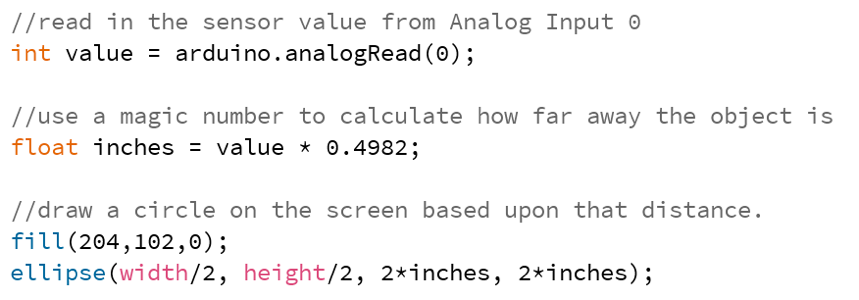 //read in the sensor value from Analog Input 0
int value = arduino.analogRead(0);
//use a magic number to calculate how far away the object is
float inches = value * 0.4982;
//draw a circle on the screen based upon that distance.
fill(204,102,0);
ellipse(width/2, height/2, 2*inches, 2*inches);